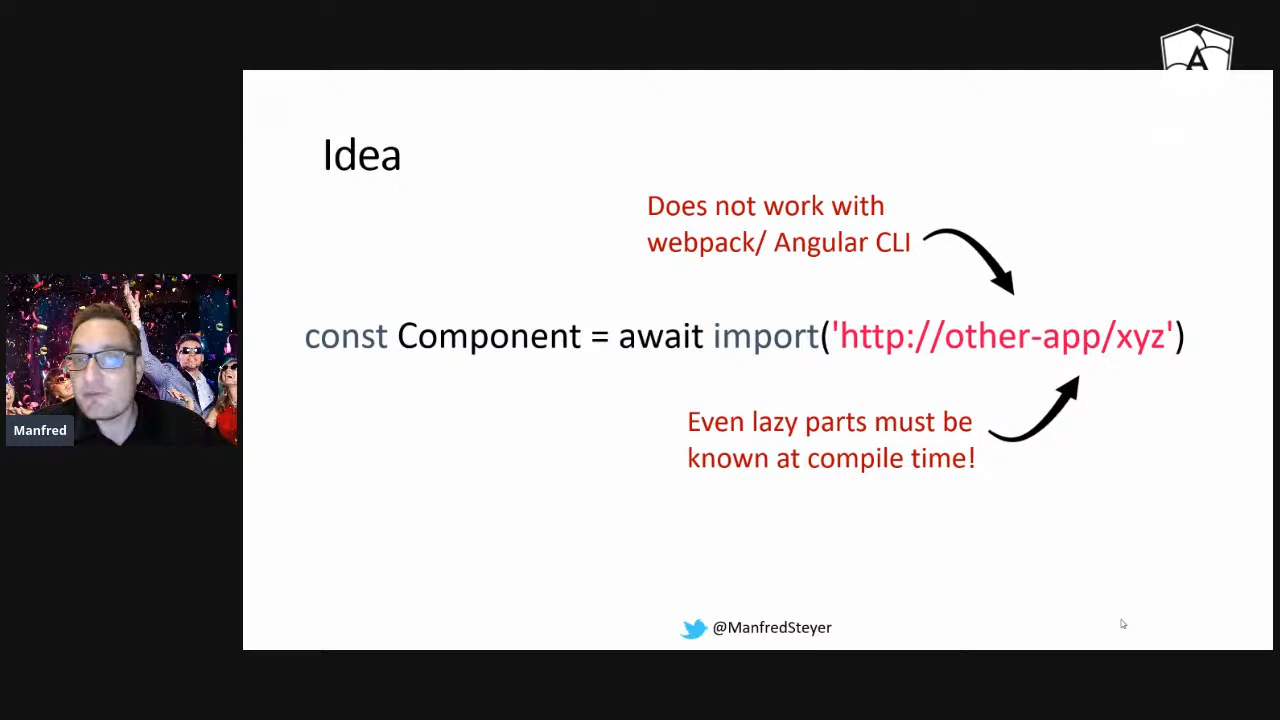 Idea
Does not work with
webpack/ Angular CLI
const Component = await import('http://other-app/xyz')
Even lazy parts must be
known at compile time!
Manfred
@ManfredSteyer
A